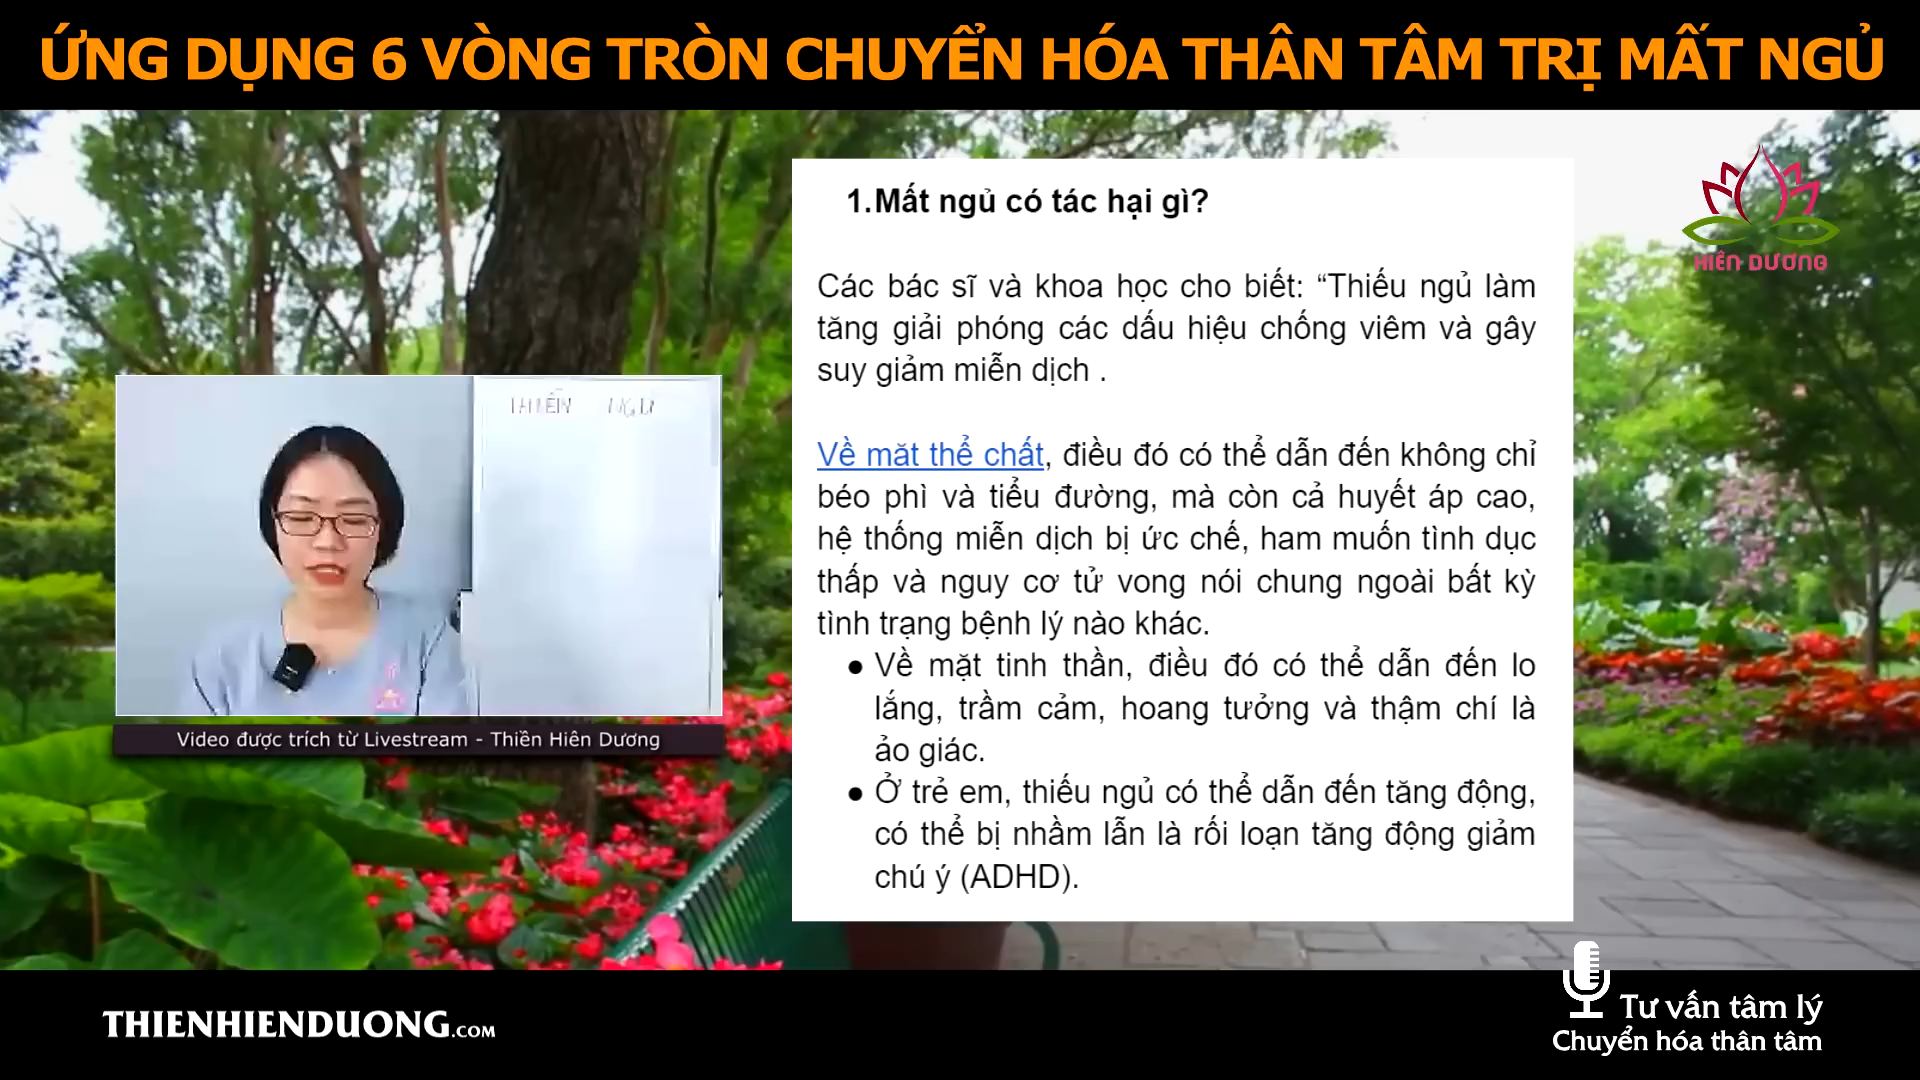 ỨNG DỤNG 6 VÒNG TRÒN CHUYỂN HÓA THÂN TÂM TRỊ MẤT NGỦ
HIÊN DƯƠNG
1.Mất ngủ có tác hại gì?
Các bác sĩ và khoa học cho biết: “Thiếu ngủ làm
tăng giải phóng các dấu hiệu chống viêm và gây
suy giảm miễn dịch .
Về măt thể chất, điều đó có thể dẫn đến không chỉ
béo phì và tiểu đường, mà còn cả huyết áp cao,
hệ thống miễn dịch bị ức chế, ham muốn tình dục
thấp và nguy cơ tử vong nói chung ngoài bất kỳ
tình trạng bệnh lý nào khác.
● Về mặt tinh thần, điều đó có thể dẫn đến lo
lắng, trầm cảm, hoang tưởng và thậm chí là
ảo giác.
● Ở trẻ em, thiếu ngủ có thể dẫn đến tăng động,
có thể bị nhầm lẫn là rối loạn tăng động giảm
chú ý (ADHD).
Video được trích từ Livestream - Thiền Hiên Dương
THIENHIENDUONG.COM
Tư vấn tâm lý
Chuyển hóa thân tâm